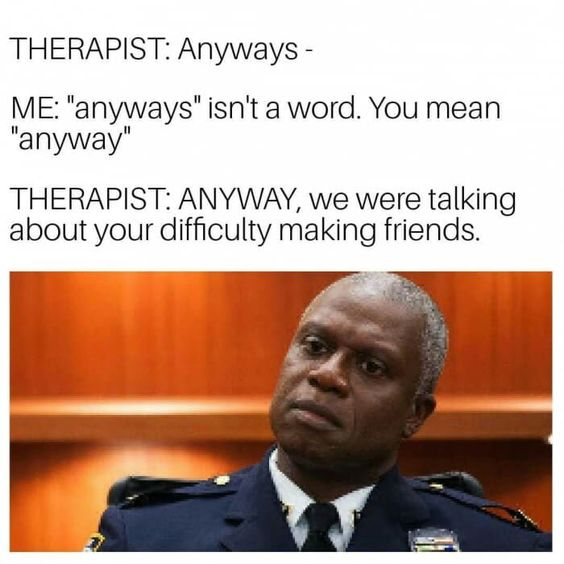 THERAPIST: Anyways -
ME: "anyways" isn't a word. You mean
"anyway"
THERAPIST: ANYWAY, we were talking
about your difficulty making friends.